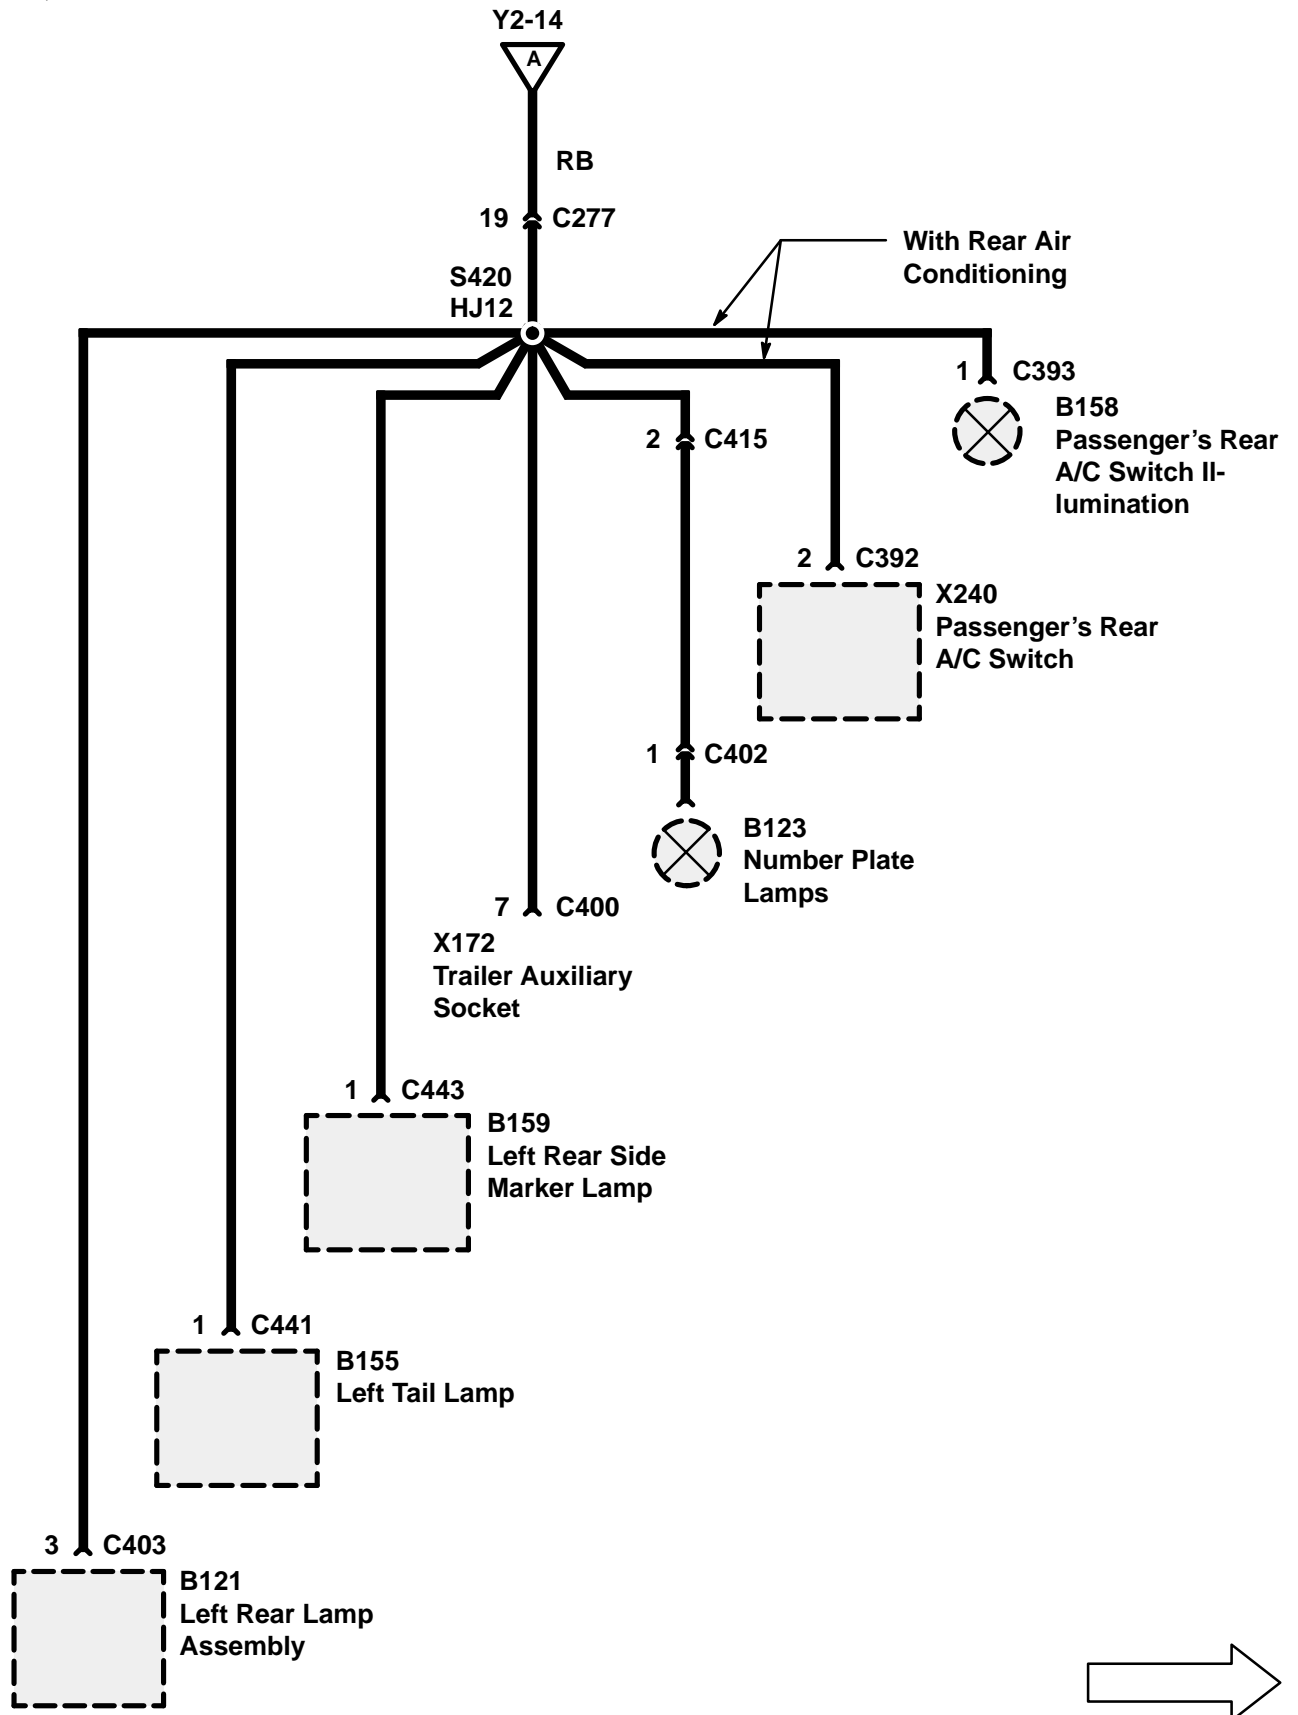 Y2-14
A
RB
19 C277
With Rear Air
Conditioning
S420
HJ12
1 C393
B158
Passenger’s Rear
A/C Switch Il-
lumination
2 C415
2 C392
X240
Passenger’s Rear
A/C Switch
1 C402
B123
Number Plate
Lamps
7 C400
X172
Trailer Auxiliary
Socket
1 C443
B159
Left Rear Side
Marker Lamp
1 C441
B155
Left Tail Lamp
3 C403
B121
Left Rear Lamp
Assembly